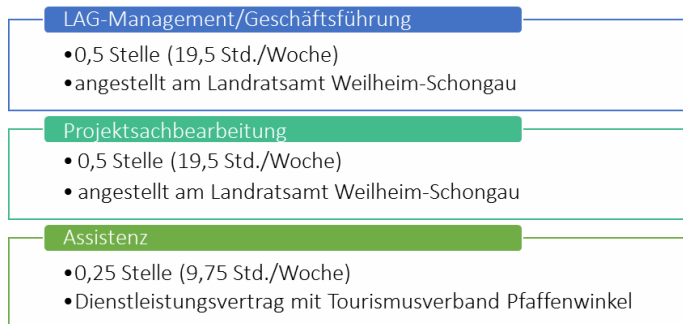 LAG-Management/Geschäftsführung
•0,5 Stelle (19,5 Std./Woche)
•angestellt am Landratsamt Weilheim-Schongau
Projektsachbearbeitung
• 0,5 Stelle (19,5 Std./Woche)
• angestellt am Landratsamt Weilheim-Schongau
Assistenz
•0,25 Stelle (9,75 Std./Woche)
•Dienstleistungsvertrag mit Tourismusverband Pfaffenwinkel